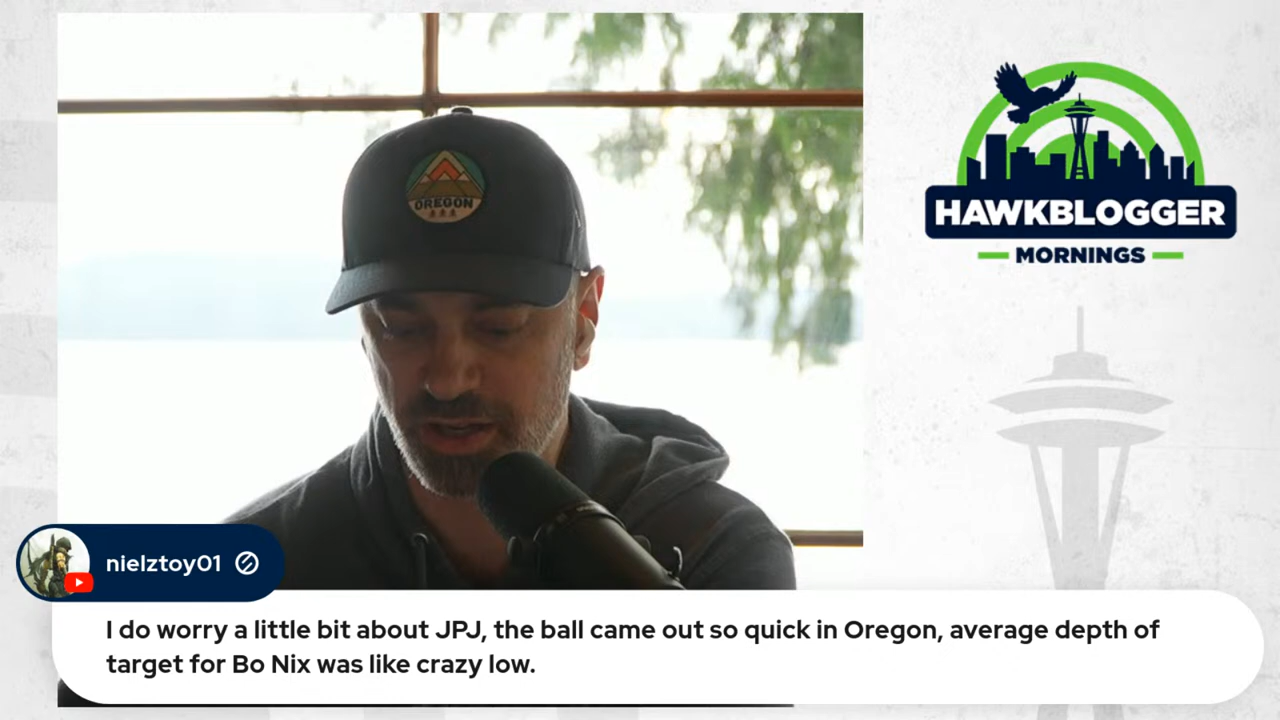 OREGON
HAWKBLOGGER
MORNINGS
nielztoy01
I do worry a little bit about JPJ, the ball came out so quick in Oregon, average depth of
target for Bo Nix was like crazy low.